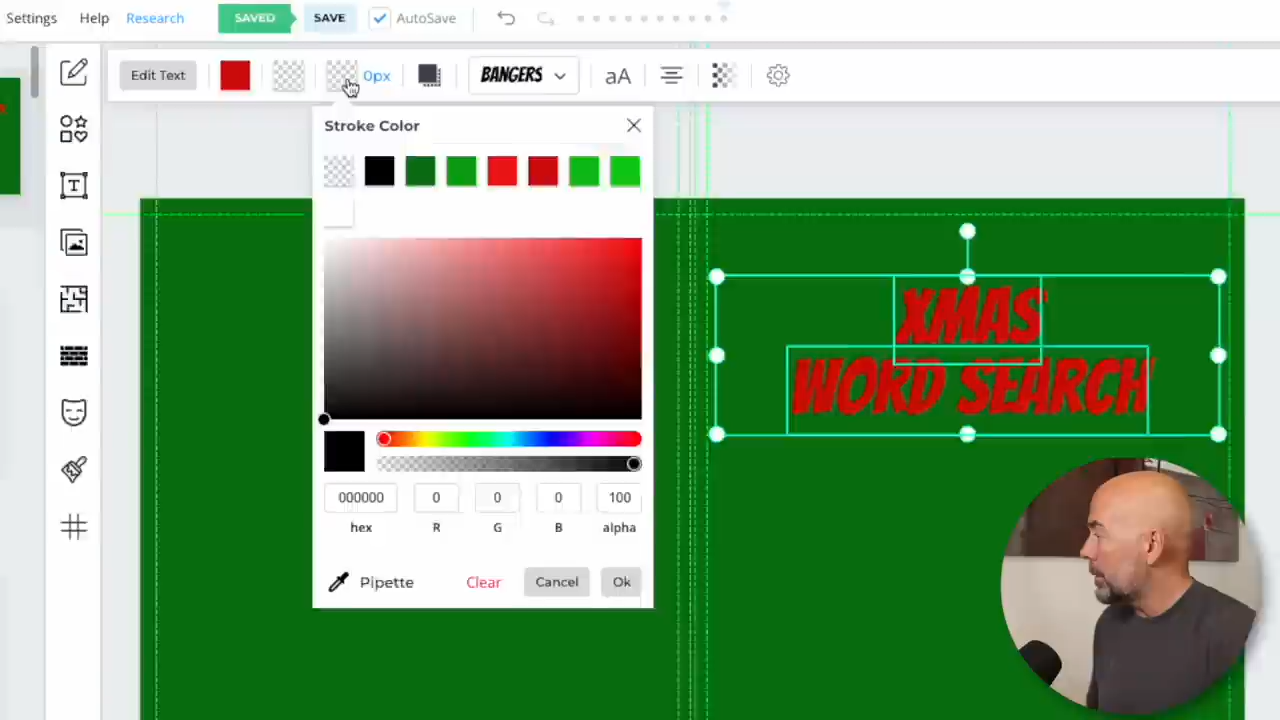 Settings Help Research SAVED SAVE AutoSave
Edit Text 0px BANGERS aA
Stroke Color
XMAS
WORD SEARCH
000000 0 0 0 100
hex R G B alpha
Pipette Clear Cancel Ok